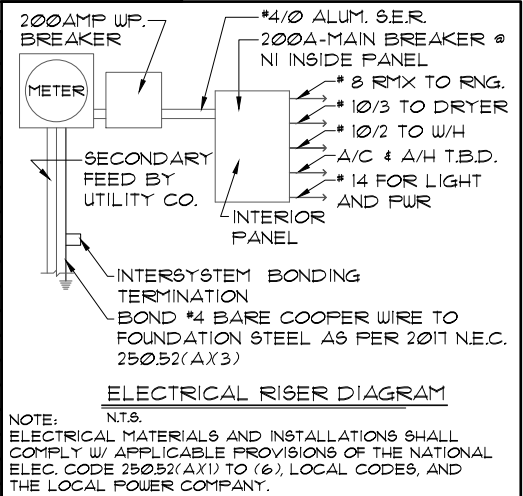 200AMP WP.
BREAKER
#4/0 ALUM. S.E.R.
200A-MAIN BREAKER @
NI INSIDE PANEL
METER
# 8 RMX TO RNG.
# 10/3 TO DRYER
# 10/2 TO W/H
A/C & A/H T.B.D.
# 14 FOR LIGHT
AND PWR
SECONDARY
FEED BY
UTILITY CO.
INTERIOR
PANEL
INTERSYSTEM BONDING
TERMINATION
BOND #4 BARE COOPER WIRE TO
FOUNDATION STEEL AS PER 2017 N.E.C.
250.52(A)(3)
ELECTRICAL RISER DIAGRAM
N.T.S.
NOTE:
ELECTRICAL MATERIALS AND INSTALLATIONS SHALL
COMPLY W/ APPLICABLE PROVISIONS OF THE NATIONAL
ELEC. CODE 250.52(A)(1) TO (6), LOCAL CODES, AND
THE LOCAL POWER COMPANY.